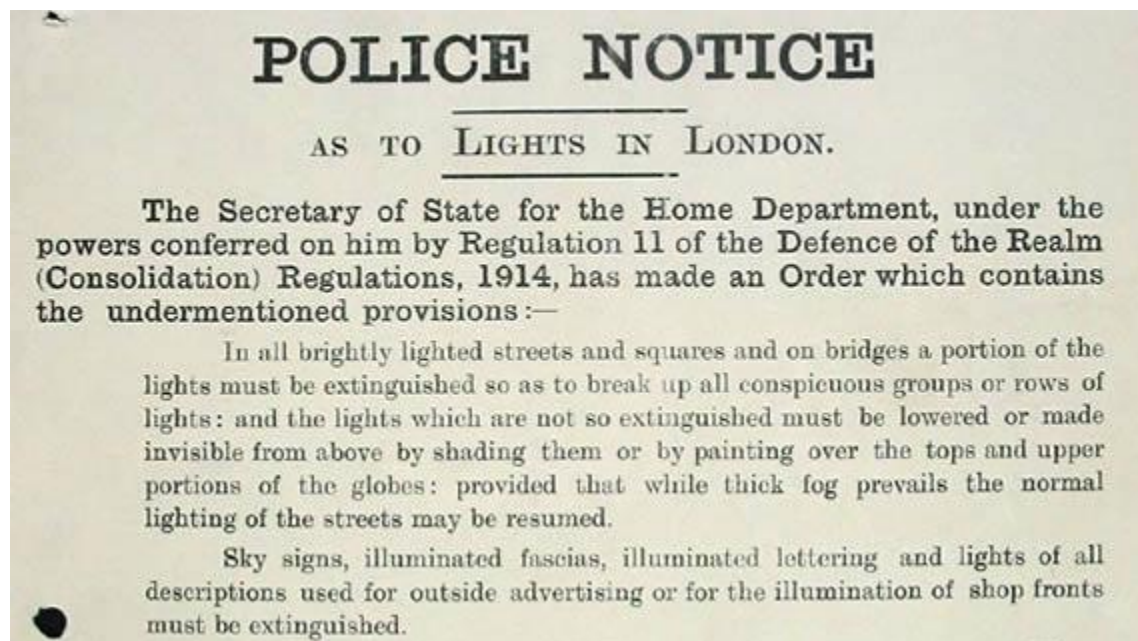 POLICE NOTICE
AS TO LIGHTS IN LONDON.
The Secretary of State for the Home Department, under the
powers conferred on him by Regulation 11 of the Defence of the Realm
(Consolidation) Regulations, 1914, has made an Order which contains
the undermentioned provisions:—
In all brightly lighted streets and squares and on bridges a portion of the
lights must be extinguished so as to break up all conspicuous groups or rows of
lights: and the lights which are not so extinguished must be lowered or made
invisible from above by shading them or by painting over the tops and upper
portions of the globes: provided that while thick fog prevails the normal
lighting of the streets may be resumed.
Sky signs, illuminated fascias, illuminated lettering and lights of all
descriptions used for outside advertising or for the illumination of shop fronts
must be extinguished.